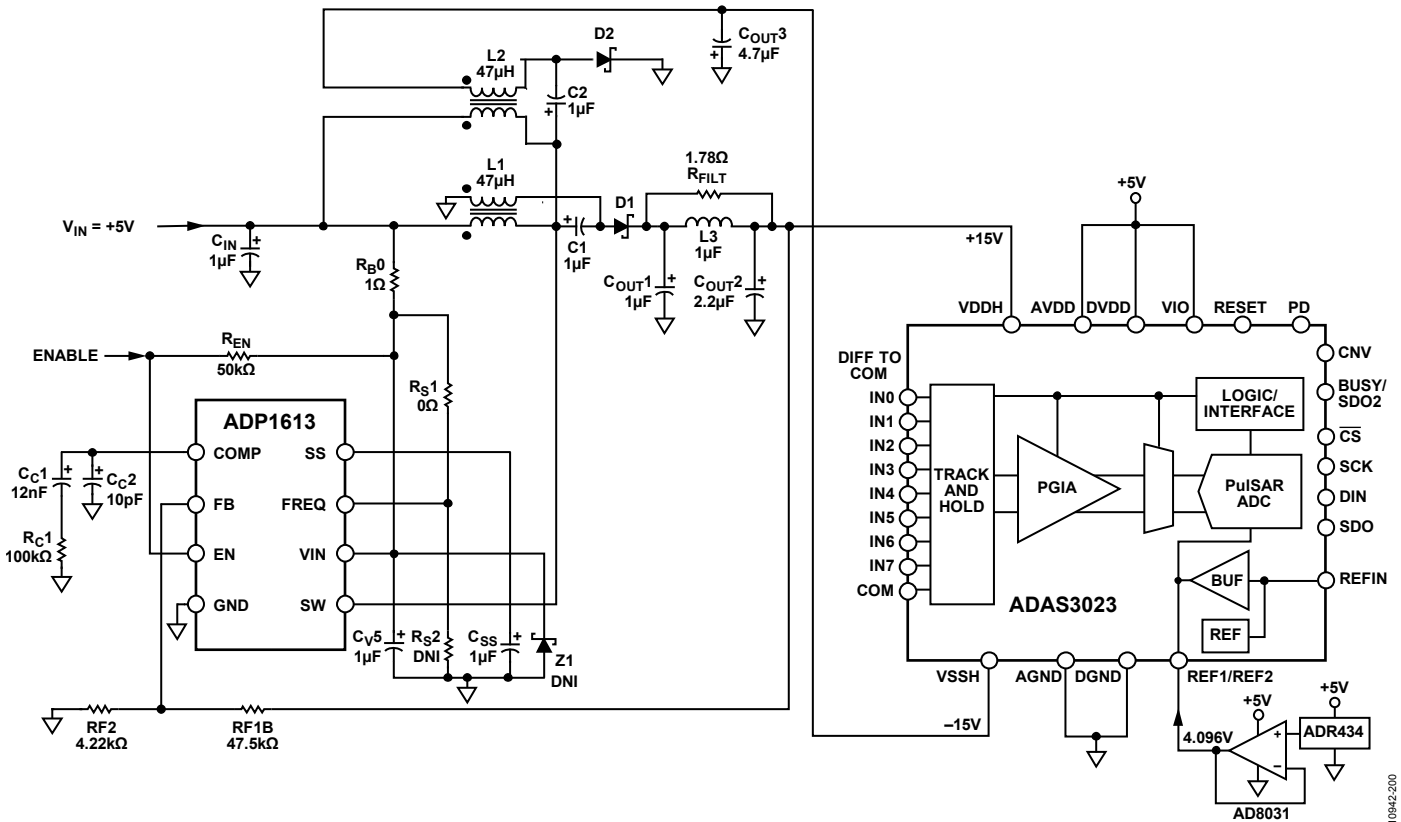 D2
COUT3
4.7µF
L2
47µH
C2
1µF
+
+
L1
47µH
1.78Ω
RFILT
D1
VIN = +5V
CIN
1µF
+
+
C1
1µF
L3
1µF
COUT1
1µF
+
COUT2
2.2µF
+
+15V
+5V
RB0
1Ω
ENABLE
REN
50kΩ
RS1
0Ω
ADP1613
COMP
FB
EN
GND
SS
FREQ
VIN
SW
CC1
12nF
+
CC2
10pF
+
RC1
100kΩ
CV5
1µF
+
RS2
DNI
CSS
1µF
+
Z1
DNI
RF2
4.22kΩ
RF1B
47.5kΩ
VDDH
AVDD
DVDD
VIO
RESET
PD
DIFF TO
COM
IN0
IN1
IN2
IN3
IN4
IN5
IN6
IN7
COM
TRACK
AND
HOLD
PGIA
LOGIC/
INTERFACE
PulSAR
ADC
BUF
REF
ADAS3023
CNV
BUSY/
SDO2
CS
SCK
DIN
SDO
REFIN
VSSH
AGND
DGND
REF1/REF2
–15V
4.096V
+5V
+5V
+
–
ADR434
AD8031
10942-200